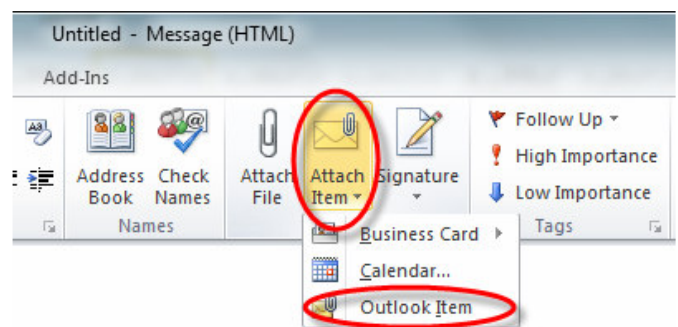 Untitled - Message (HTML)
Add-Ins
Address Book
Check Names
Attach File
Attach Item
Signature
Follow Up
High Importance
Low Importance
Names
Tags
Business Card
Calendar...
Outlook Item